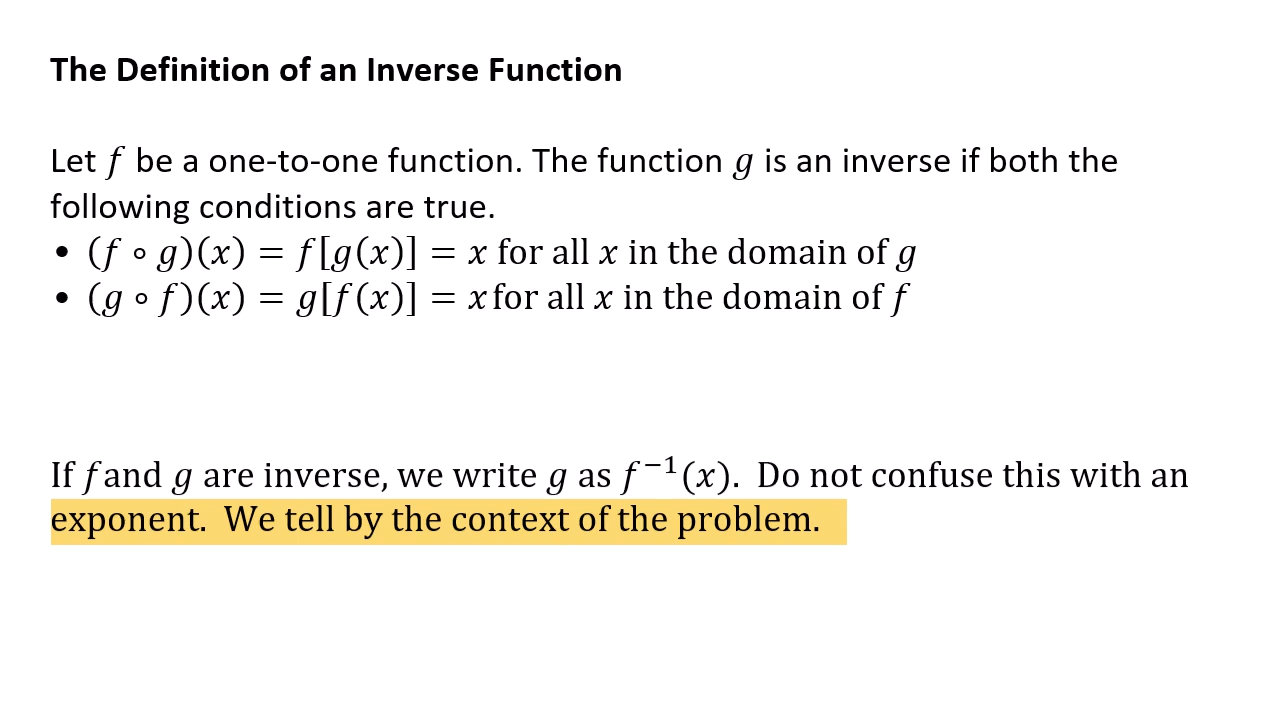 The Definition of an Inverse Function
Let 𝑓 be a one-to-one function. The function 𝑔 is an inverse if both the
following conditions are true.
• (𝑓 ∘ 𝑔)(𝑥) = 𝑓[𝑔(𝑥)] = 𝑥 for all 𝑥 in the domain of 𝑔
• (𝑔 ∘ 𝑓)(𝑥) = 𝑔[𝑓(𝑥)] = 𝑥 for all 𝑥 in the domain of 𝑓
If 𝑓and 𝑔 are inverse, we write 𝑔 as 𝑓⁻¹(𝑥). Do not confuse this with an
exponent. We tell by the context of the problem.